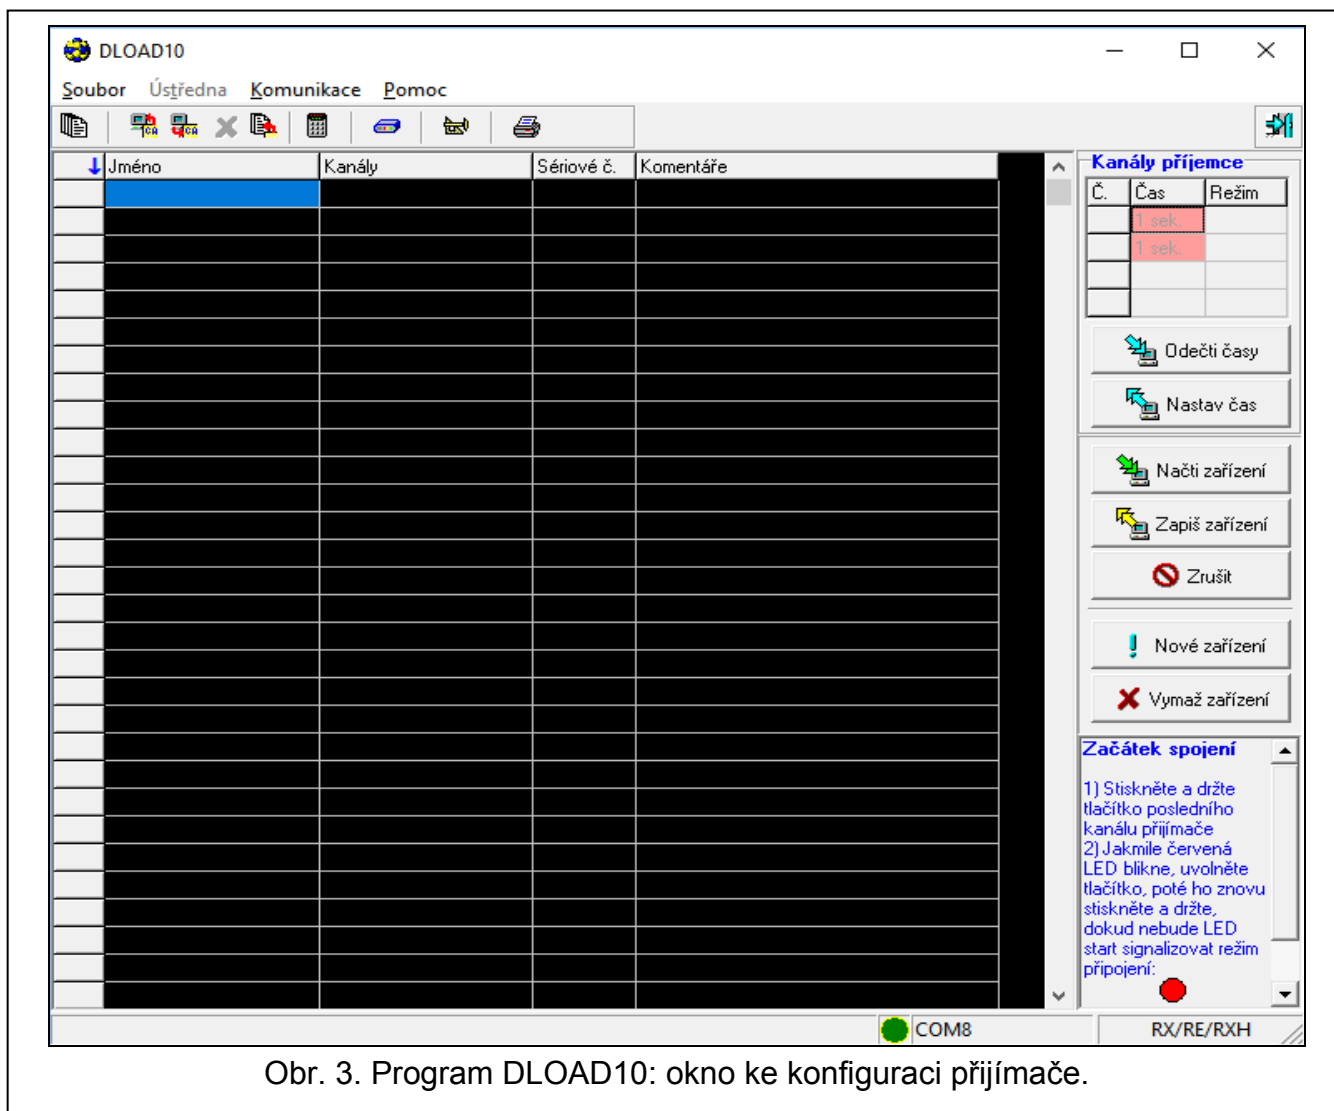 DLOAD10
Soubor Ústředna Komunikace Pomoc
Jméno Kanály Sériové č. Komentáře
Kanály příjemce
Č. Čas Režim
1 sek.
1 sek.
Odečti časy
Nastav čas
Načti zařízení
Zapiš zařízení
Zrušit
Nové zařízení
Vymaž zařízení
Začátek spojení
1) Stiskněte a držte
tlačítko posledního
kanálu přijímače
2) Jakmile červená
LED blikne, uvolněte
tlačítko, poté ho znovu
stiskněte a držte,
dokud nebude LED
start signalizovat režim
připojení:
COM8 RX/RE/RXH
Obr. 3. Program DLOAD10: okno ke konfiguraci přijímače.